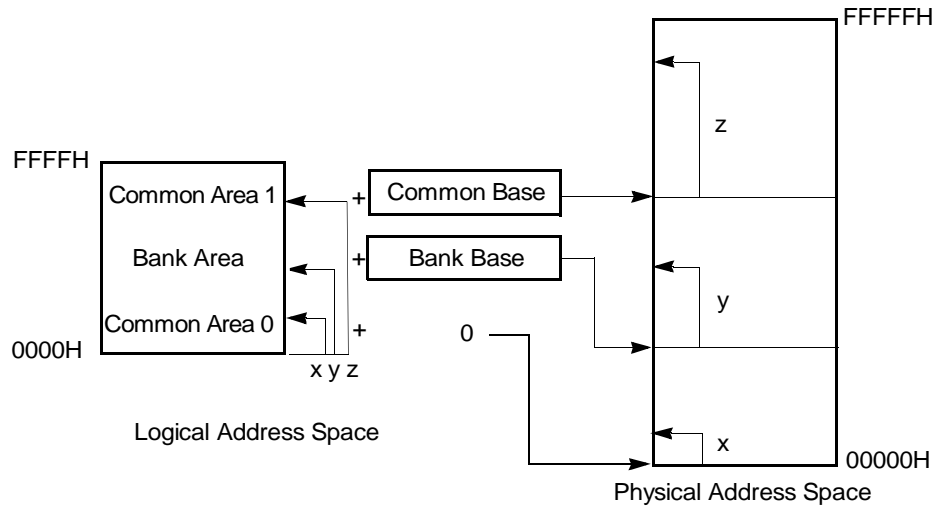 FFFFFH
z
FFFFH
Common Area 1
+
Common Base
Bank Area
+
Bank Base
y
Common Area 0
+
0
0000H
x y z
Logical Address Space
x
00000H
Physical Address Space